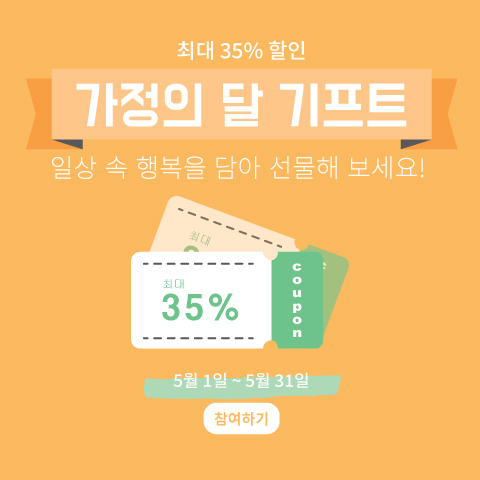 최대 35% 할인
가정의 달 기프트
일상 속 행복을 담아 선물해 보세요!
최대
최대
35%
coupon
5월 1일 ~ 5월 31일
참여하기